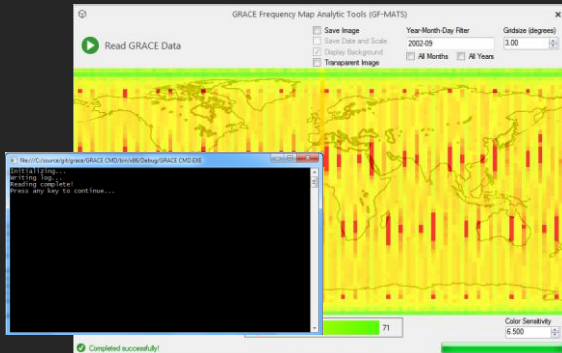 GRACE Frequency Map Analytic Tools (GF-MATS)
Read GRACE Data
Save Image
Save Date and Scale
Display Background
Transparent Image
Year-Month-Day Filter
2002-09
All Months
All Years
Gridsize (degrees)
3.00
file:///C:/source/git/grace/GRACE CMD/bin/x86/Debug/GRACE CMD.EXE
Initializing...
Writing log...
Reading complete!
Press any key to continue...
71
Color Sensitivity
6.500
Completed successfully!